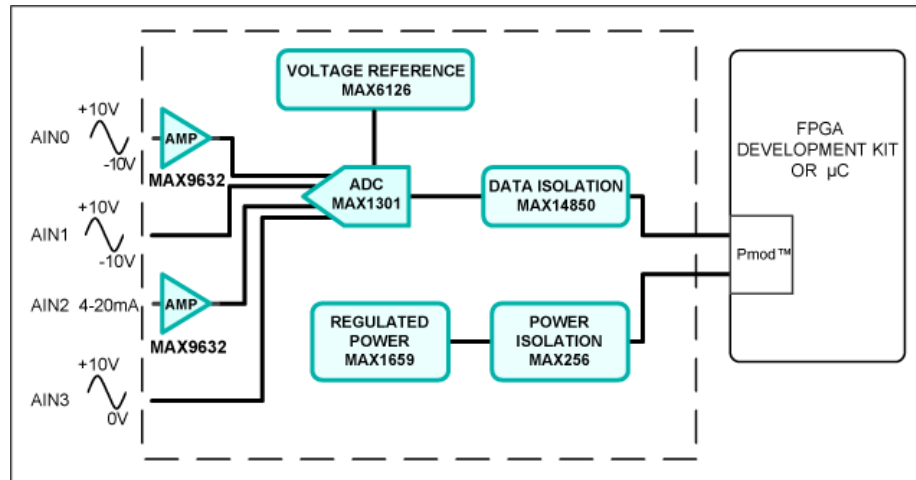 VOLTAGE REFERENCE
MAX6126
+10V
AIN0
-10V
AMP
MAX9632
ADC
MAX1301
DATA ISOLATION
MAX14850
FPGA
DEVELOPMENT KIT
OR µC
+10V
AIN1
-10V
Pmod™
AIN2 4-20mA
AMP
MAX9632
REGULATED
POWER
MAX1659
POWER
ISOLATION
MAX256
+10V
AIN3
0V